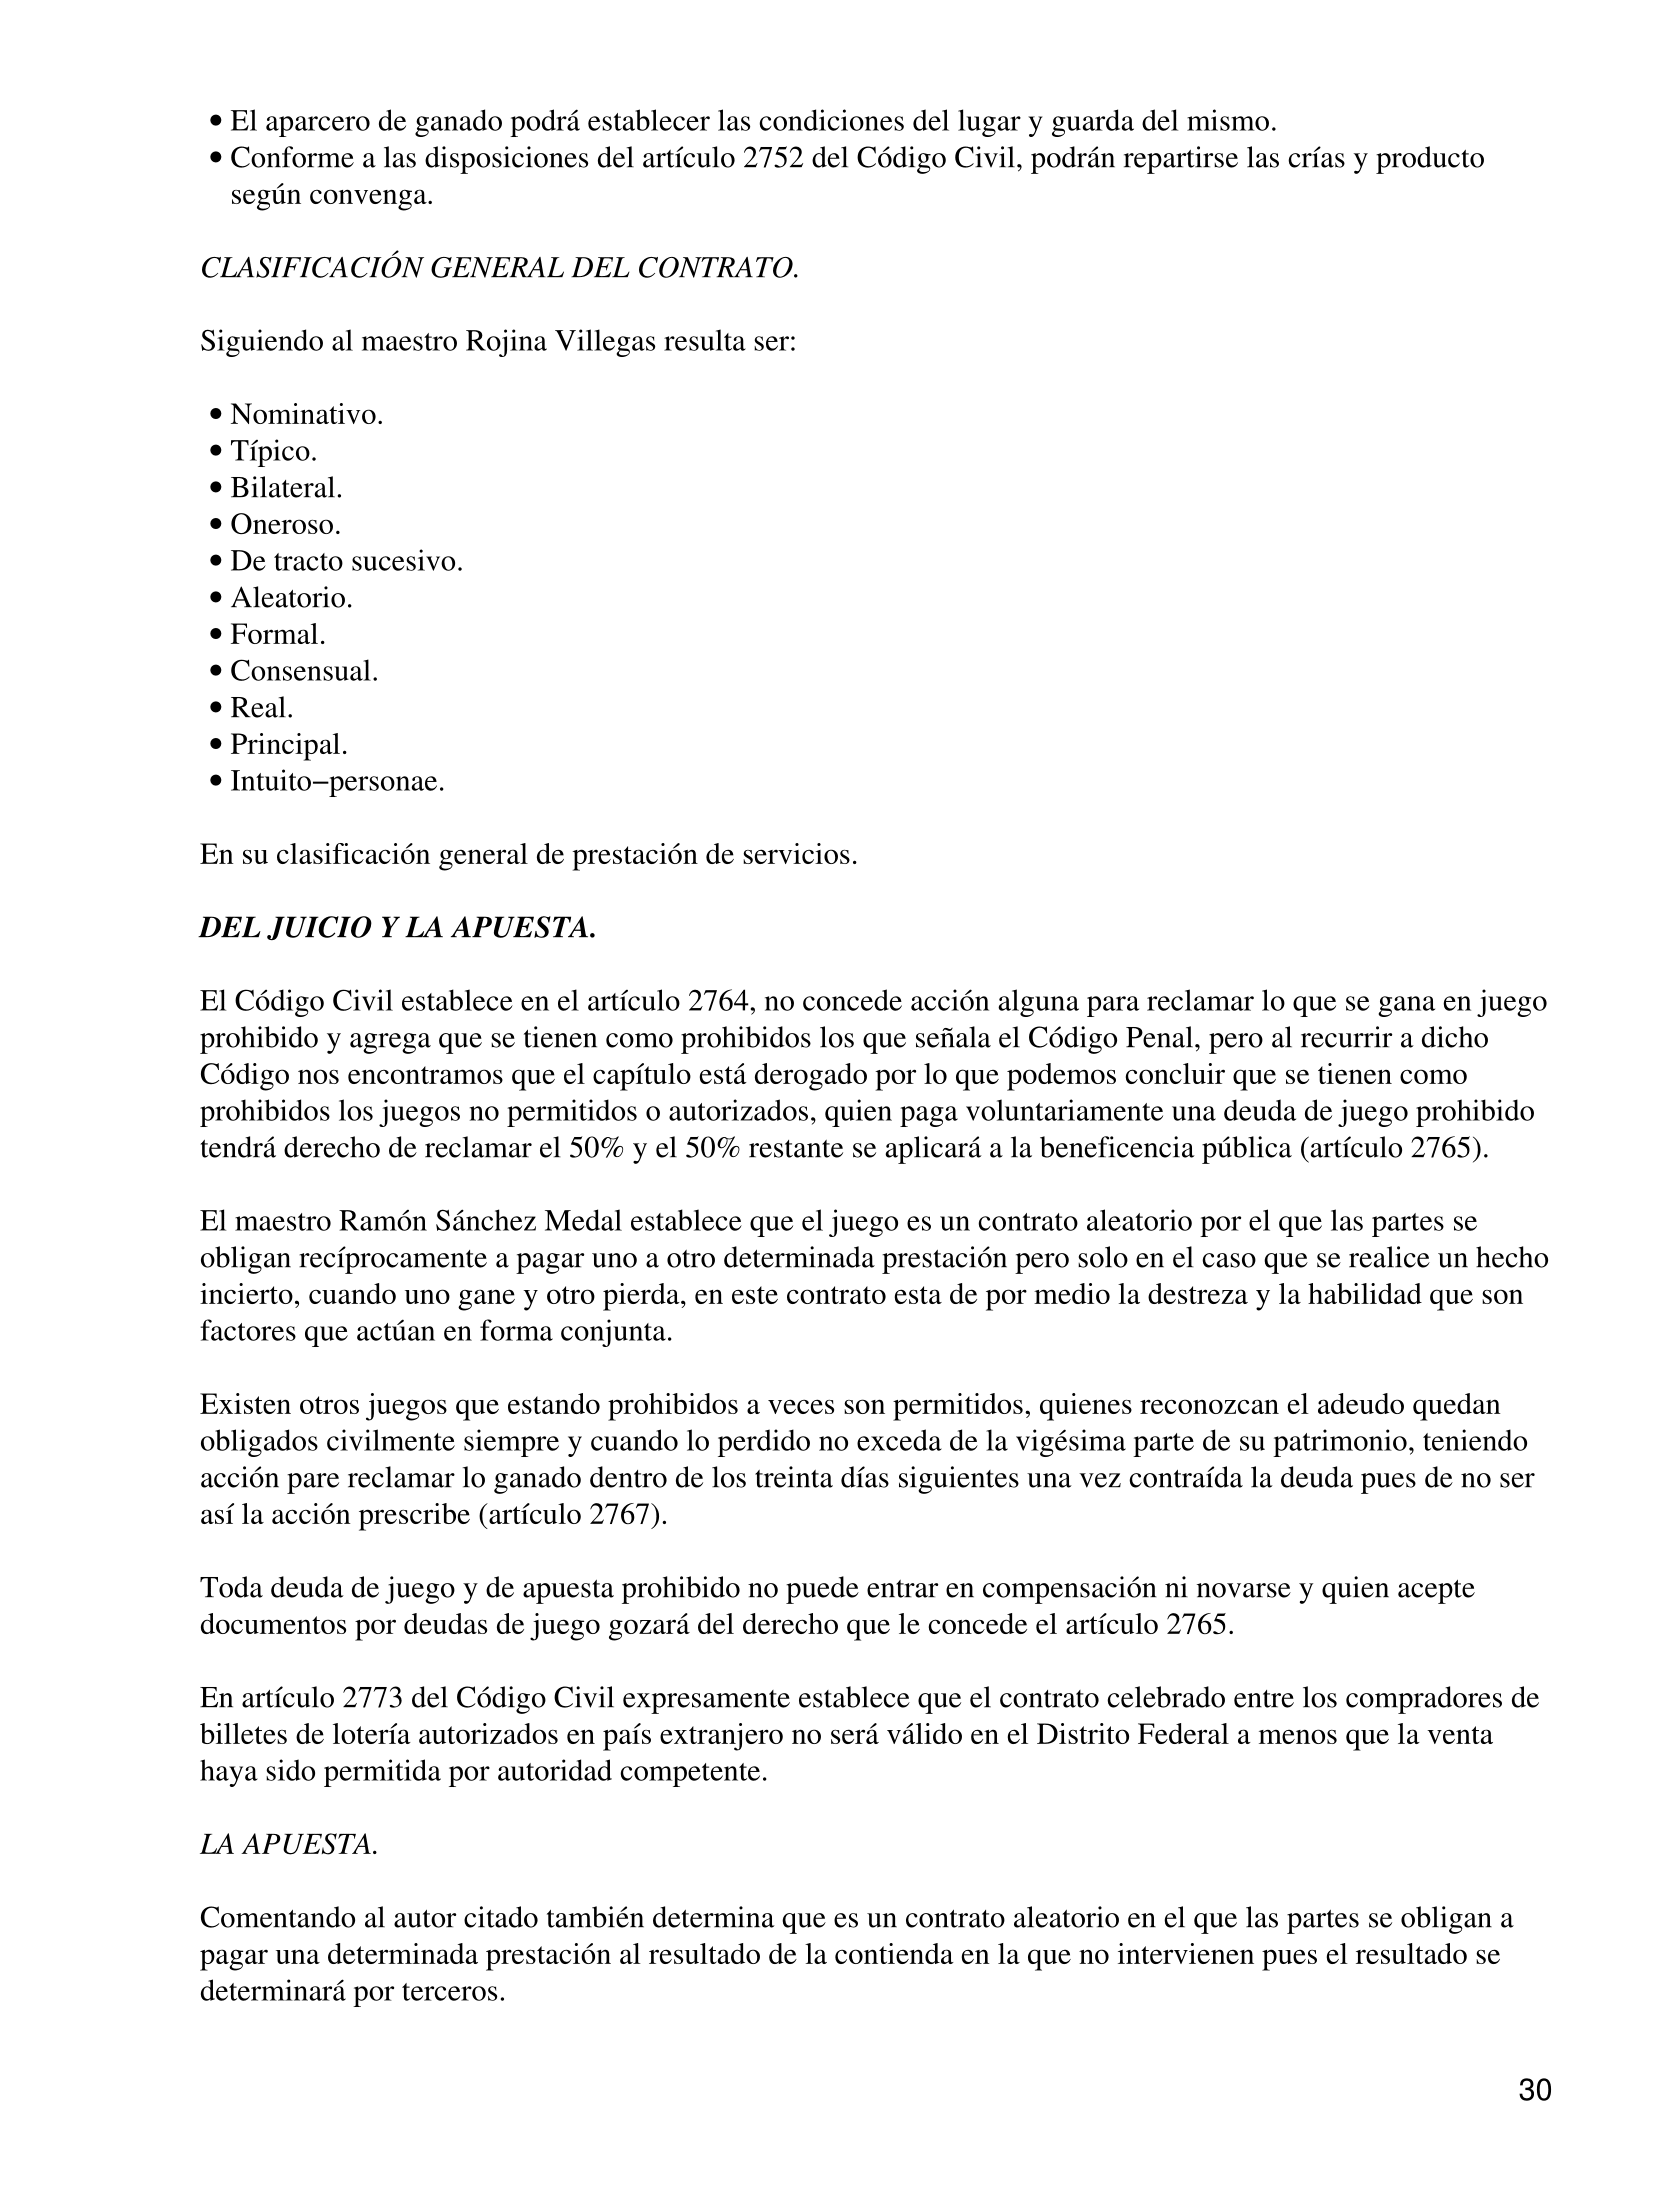 • El aparcero de ganado podrá establecer las condiciones del lugar y guarda del mismo.
• Conforme a las disposiciones del artículo 2752 del Código Civil, podrán repartirse las crías y producto
según convenga.
CLASIFICACIÓN GENERAL DEL CONTRATO.
Siguiendo al maestro Rojina Villegas resulta ser:
• Nominativo.
• Típico.
• Bilateral.
• Oneroso.
• De tracto sucesivo.
• Aleatorio.
• Formal.
• Consensual.
• Real.
• Principal.
• Intuito−personae.
En su clasificación general de prestación de servicios.
DEL JUICIO Y LA APUESTA.
El Código Civil establece en el artículo 2764, no concede acción alguna para reclamar lo que se gana en juego
prohibido y agrega que se tienen como prohibidos los que señala el Código Penal, pero al recurrir a dicho
Código nos encontramos que el capítulo está derogado por lo que podemos concluir que se tienen como
prohibidos los juegos no permitidos o autorizados, quien paga voluntariamente una deuda de juego prohibido
tendrá derecho de reclamar el 50% y el 50% restante se aplicará a la beneficencia pública (artículo 2765).
El maestro Ramón Sánchez Medal establece que el juego es un contrato aleatorio por el que las partes se
obligan recíprocamente a pagar uno a otro determinada prestación pero solo en el caso que se realice un hecho
incierto, cuando uno gane y otro pierda, en este contrato esta de por medio la destreza y la habilidad que son
factores que actúan en forma conjunta.
Existen otros juegos que estando prohibidos a veces son permitidos, quienes reconozcan el adeudo quedan
obligados civilmente siempre y cuando lo perdido no exceda de la vigésima parte de su patrimonio, teniendo
acción pare reclamar lo ganado dentro de los treinta días siguientes una vez contraída la deuda pues de no ser
así la acción prescribe (artículo 2767).
Toda deuda de juego y de apuesta prohibido no puede entrar en compensación ni novarse y quien acepte
documentos por deudas de juego gozará del derecho que le concede el artículo 2765.
En artículo 2773 del Código Civil expresamente establece que el contrato celebrado entre los compradores de
billetes de lotería autorizados en país extranjero no será válido en el Distrito Federal a menos que la venta
haya sido permitida por autoridad competente.
LA APUESTA.
Comentando al autor citado también determina que es un contrato aleatorio en el que las partes se obligan a
pagar una determinada prestación al resultado de la contienda en la que no intervienen pues el resultado se
determinará por terceros.
30